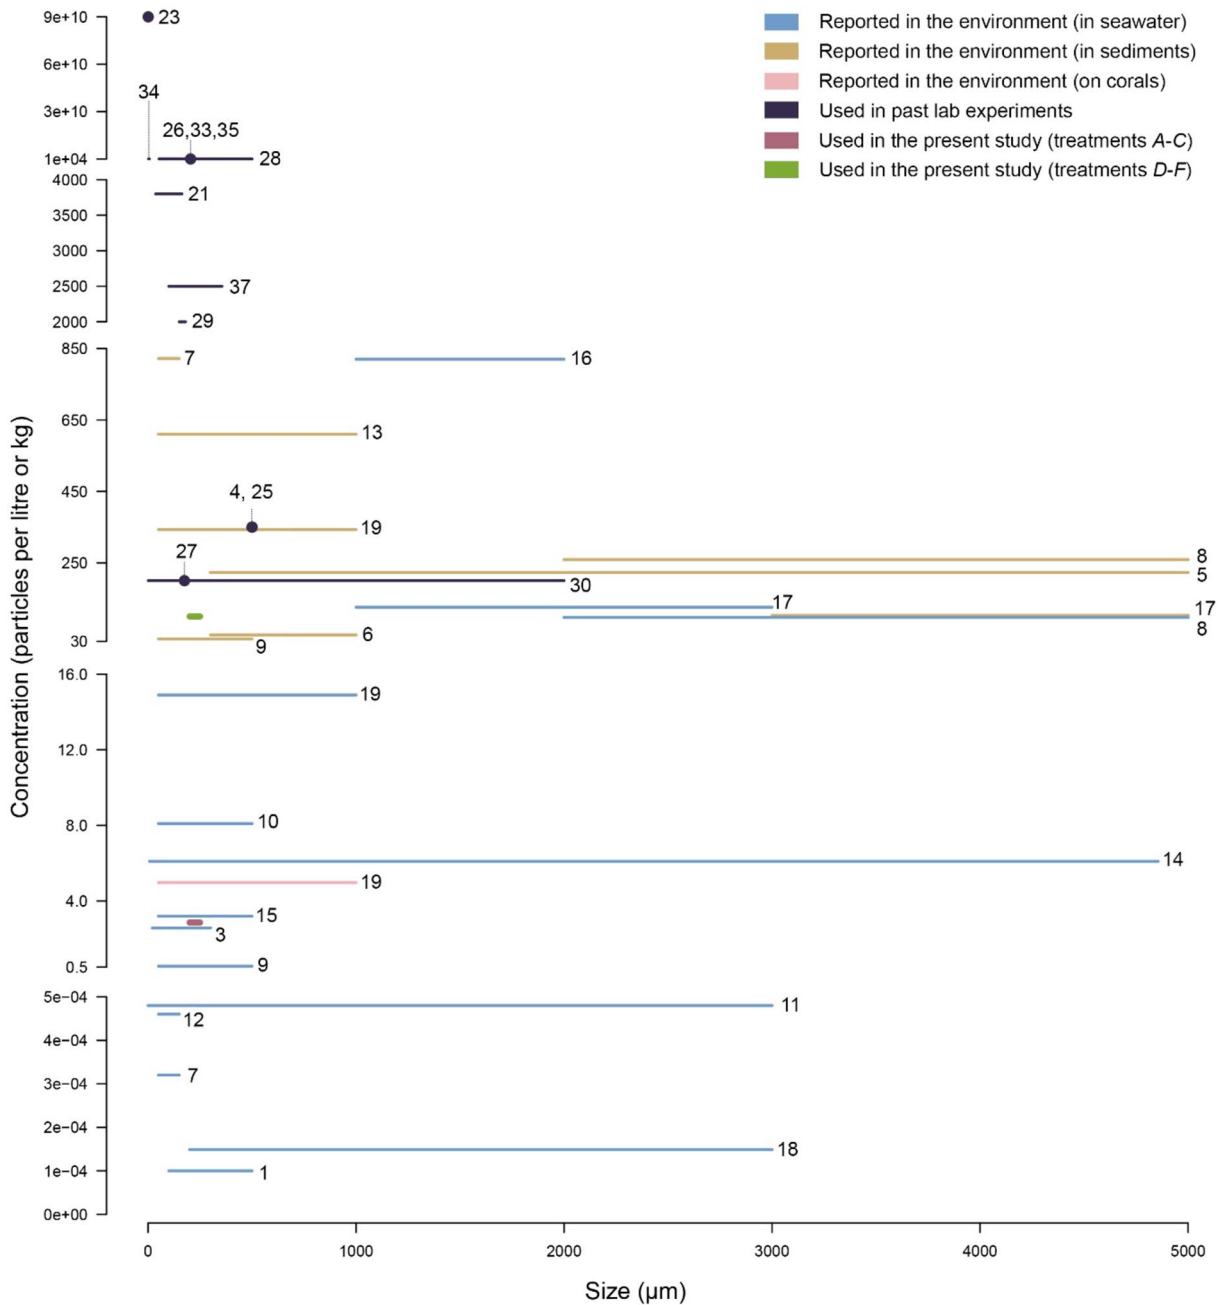 9e+10
23
Reported in the environment (in seawater)
Reported in the environment (in sediments)
6e+10
Reported in the environment (on corals)
34
3e+10
Used in past lab experiments
26,33,35
Used in the present study (treatments A-C)
1e+04
28
Used in the present study (treatments D-F)
4000
21
3500
3000
2500
37
2000
29
850
7
16
650
13
450
4, 25
19
27
250
8
5
30
17
17
6
8
30
9
16.0
19
12.0
8.0
10
14
19
4.0
15
3
0.5
9
5e−04
11
12
4e−04
3e−04
7
2e−04
18
1e−04
1
0e+00
Concentration (particles per litre or kg)
0 1000 2000 3000 4000 5000
Size (µm)